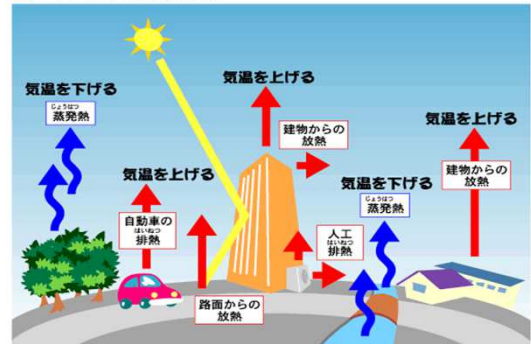 気温を下げる
じょうはつ
蒸発熱
気温を上げる
自動車の
はいねつ
排熱
気温を上げる
建物からの
放熱
路面からの
放熱
人工
はいねつ
排熱
気温を下げる
じょうはつ
蒸発熱
気温を上げる
建物からの
放熱